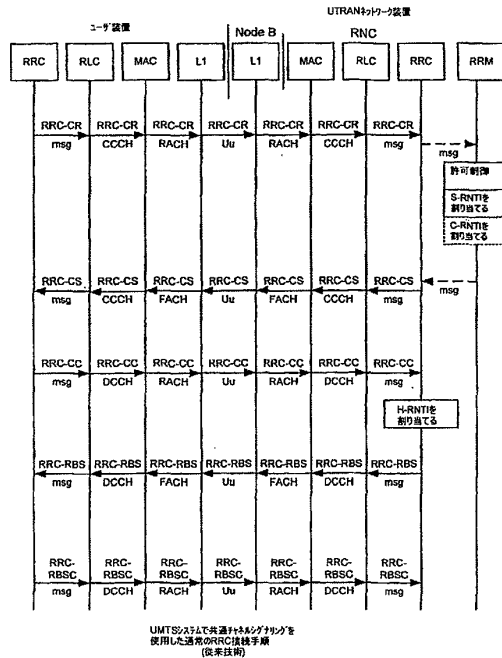 ユーザ装置
UTRANネットワーク装置
Node B
RNC
RRC RLC MAC L1 L1 MAC RLC RRC RRM
RRC-CR RRC-CR RRC-CR RRC-CR RRC-CR RRC-CR RRC-CR
msg CCCH RACH Uu RACH CCCH msg
msg
許可制御
S-RNTIを
割り当てる
C-RNTIを
割り当てる
RRC-CS RRC-CS RRC-CS RRC-CS RRC-CS RRC-CS RRC-CS
msg CCCH FACH Uu FACH CCCH msg
msg
RRC-CC RRC-CC RRC-CC RRC-CC RRC-CC RRC-CC RRC-CC
msg DCCH RACH Uu RACH DCCH msg
H-RNTIを
割り当てる
RRC-RBS RRC-RBS RRC-RBS RRC-RBS RRC-RBS RRC-RBS RRC-RBS
msg DCCH FACH Uu FACH DCCH msg
RRC- RRC- RRC- RRC- RRC- RRC- RRC-
RBSC RBSC RBSC RBSC RBSC RBSC RBSC
msg DCCH RACH Uu RACH DCCH msg
UMTSシステムで共通チャネルシグナリングを
使用した通常のRRC接続手順
(従来技術)